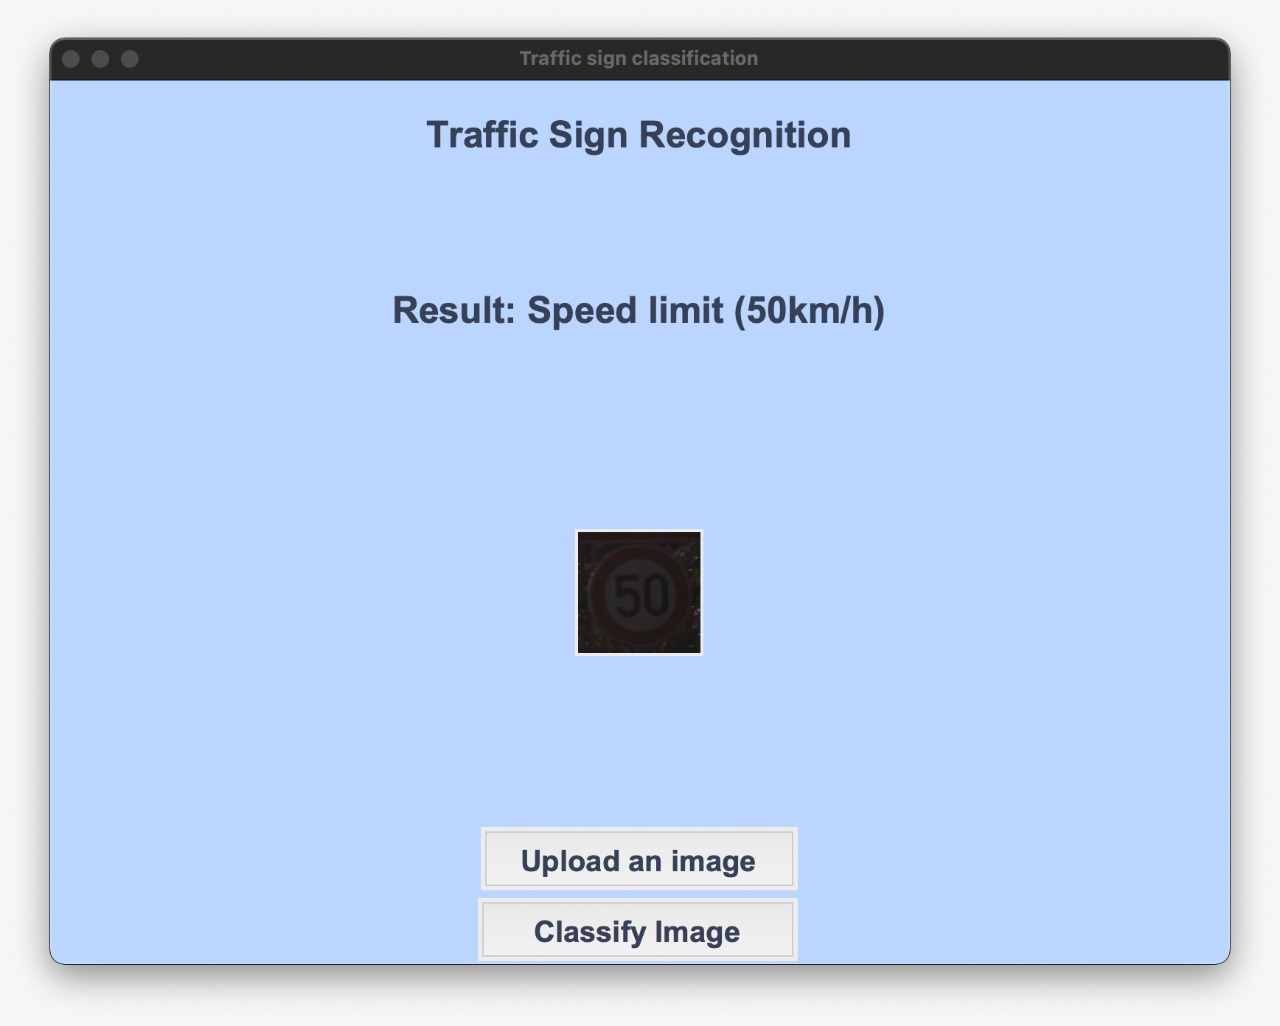 Traffic sign classification
Traffic Sign Recognition
Result: Speed limit (50km/h)
50
Upload an image
Classify Image